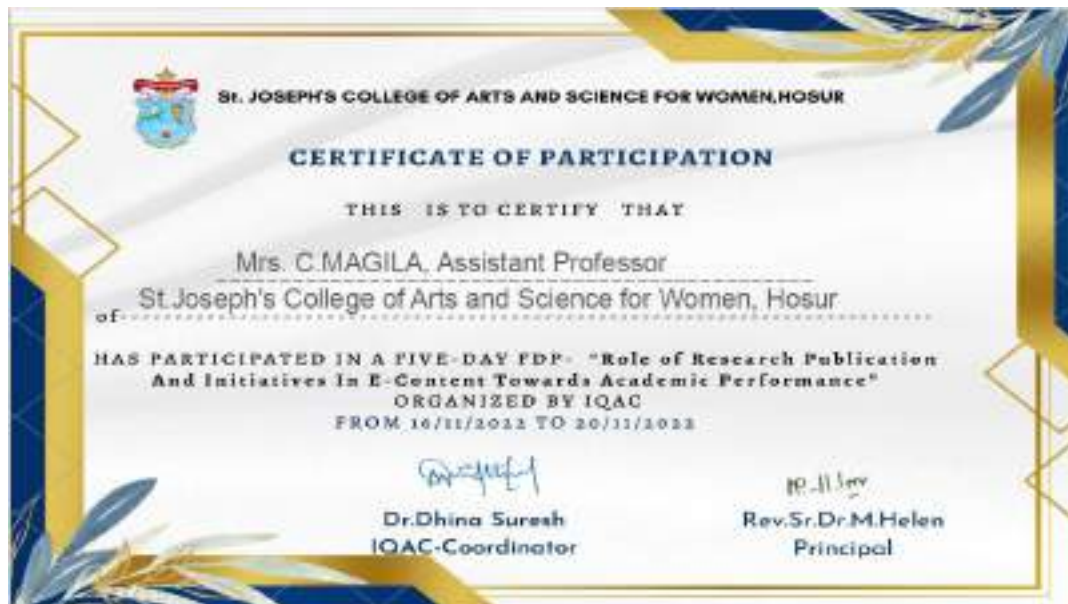 St. JOSEPH'S COLLEGE OF ARTS AND SCIENCE FOR WOMEN,HOSUR
CERTIFICATE OF PARTICIPATION
THIS IS TO CERTIFY THAT
Mrs. C.MAGILA, Assistant Professor
of St.Joseph's College of Arts and Science for Women, Hosur
HAS PARTICIPATED IN A FIVE-DAY FDP- "Role of Research Publication
And Initiatives In E-Content Towards Academic Performance"
ORGANIZED BY IQAC
FROM 16/11/2022 TO 20/11/2022
Dr.Dhina Suresh
IQAC-Coordinator
Rev.Sr.Dr.M.Helen
Principal